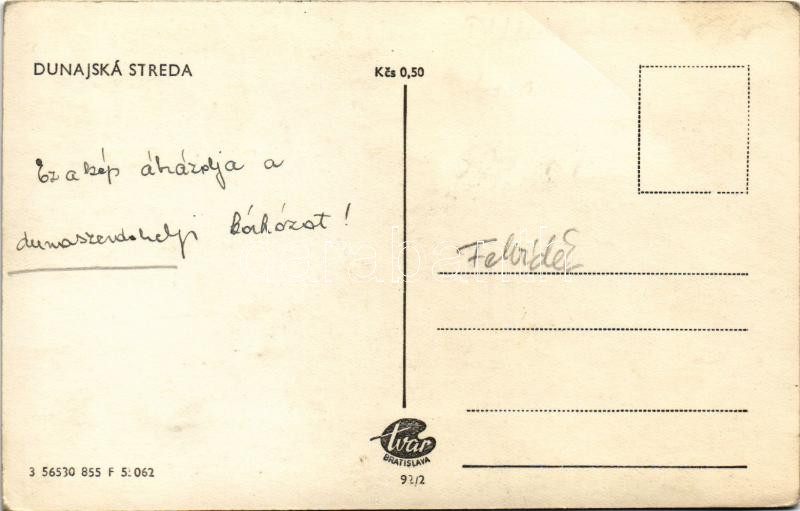 DUNAJSKÁ STREDA
Kčs 0,50
Ez a kép ábrázolja a
dunaszerdahelyi kórházat!
Felvidék
tvar
BRATISLAVA
92/2
3 56530 855 F 5:062